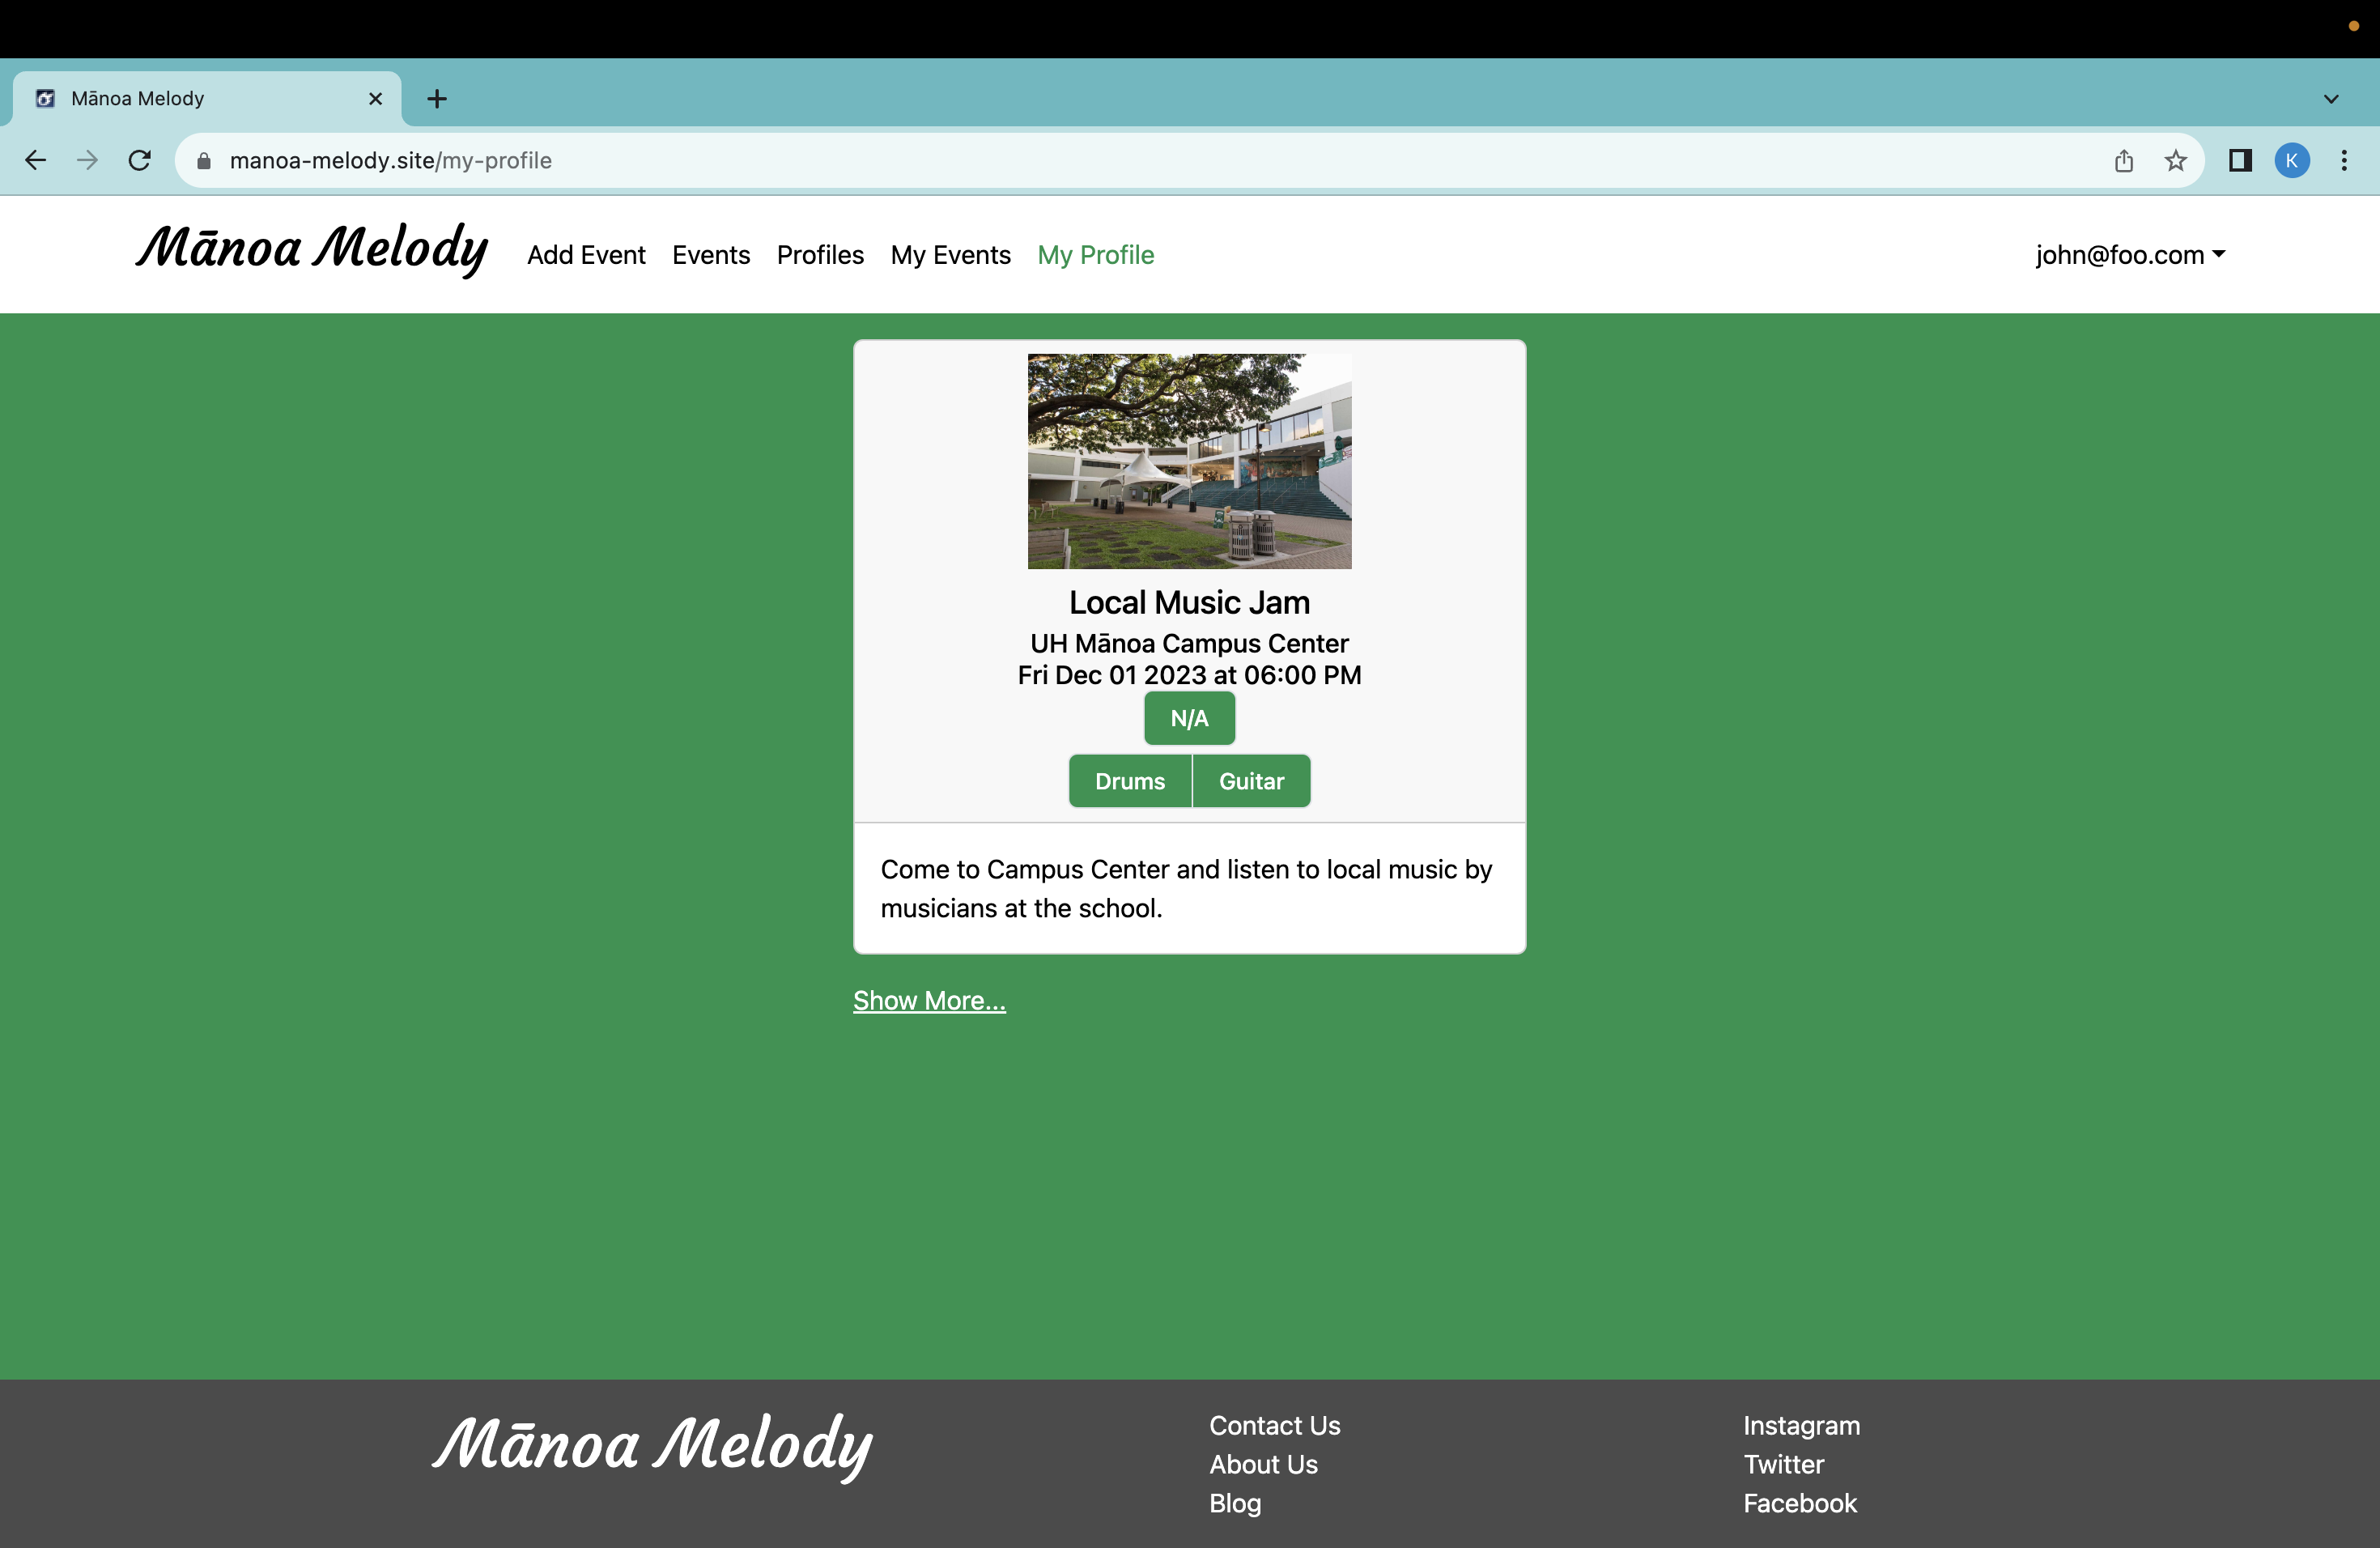 Mānoa Melody
manoa-melody.site/my-profile
K
Mānoa Melody Add Event Events Profiles My Events My Profile john@foo.com
Local Music Jam
UH Mānoa Campus Center
Fri Dec 01 2023 at 06:00 PM
N/A
Drums Guitar
Come to Campus Center and listen to local music by
musicians at the school.
Show More...
Mānoa Melody
Contact Us
About Us
Blog
Instagram
Twitter
Facebook